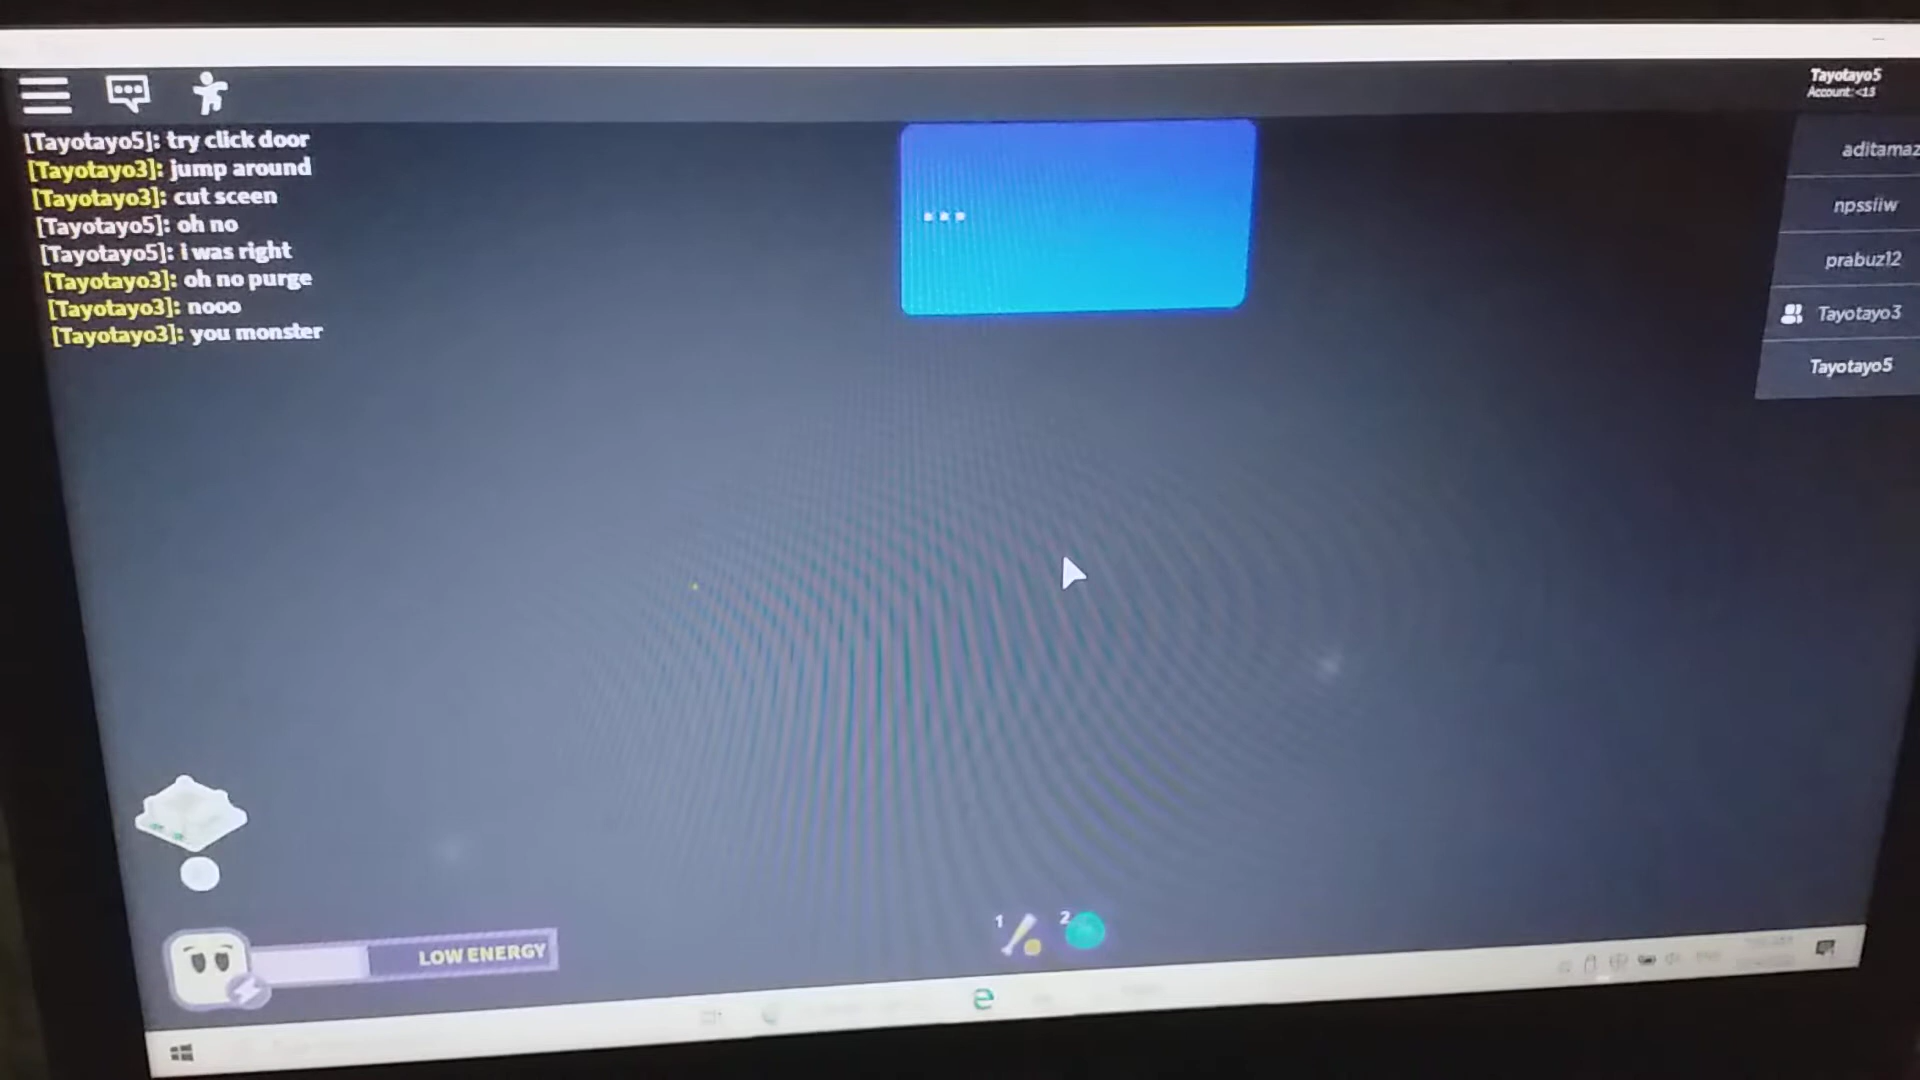 Tayotayo5
Account: <13
[Tayotayo5]: try click door
[Tayotayo3]: jump around
[Tayotayo3]: cut sceen
[Tayotayo5]: oh no
[Tayotayo5]: i was right
[Tayotayo3]: oh no purge
[Tayotayo3]: nooo
[Tayotayo3]: you monster
...
aditamaz
npssiiw
prabuz12
Tayotayo3
Tayotayo5
1
2
LOW ENERGY